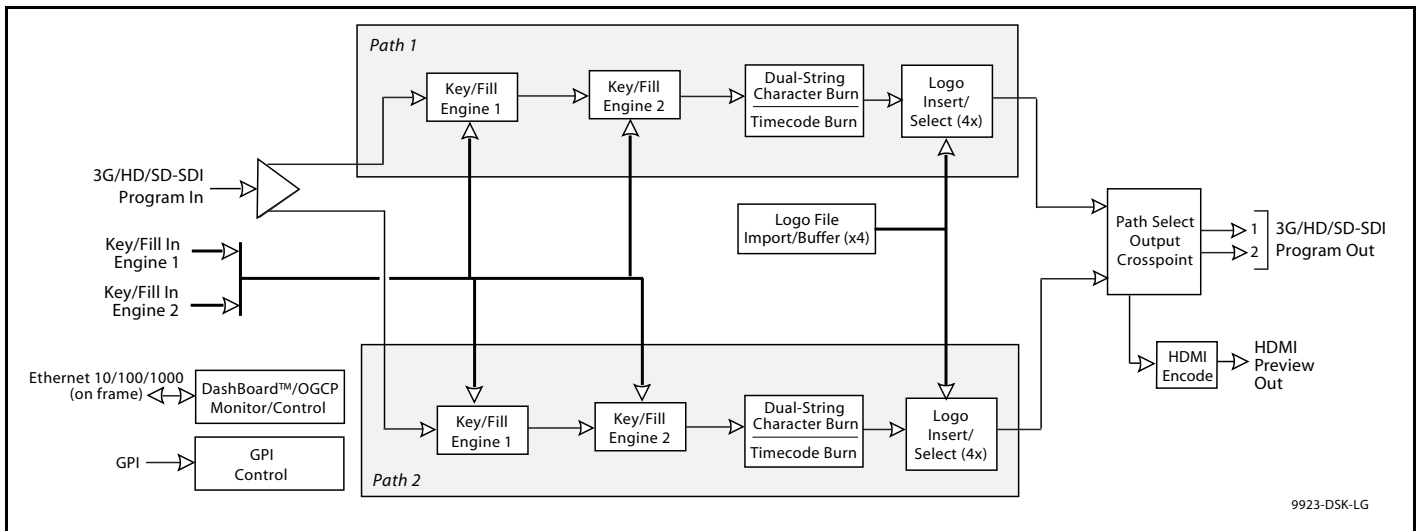 Path 1
Key/Fill
Engine 1
Key/Fill
Engine 2
Dual-String
Character Burn
Timecode Burn
Logo
Insert/
Select (4x)
3G/HD/SD-SDI
Program In
Key/Fill In
Engine 1
Key/Fill In
Engine 2
Logo File
Import/Buffer (x4)
Path Select
Output
Crosspoint
1
2
3G/HD/SD-SDI
Program Out
HDMI
Encode
HDMI
Preview
Out
Ethernet 10/100/1000
(on frame)
DashBoard™/OGCP
Monitor/Control
GPI
GPI
Control
Key/Fill
Engine 1
Key/Fill
Engine 2
Dual-String
Character Burn
Timecode Burn
Logo
Insert/
Select (4x)
Path 2
9923-DSK-LG